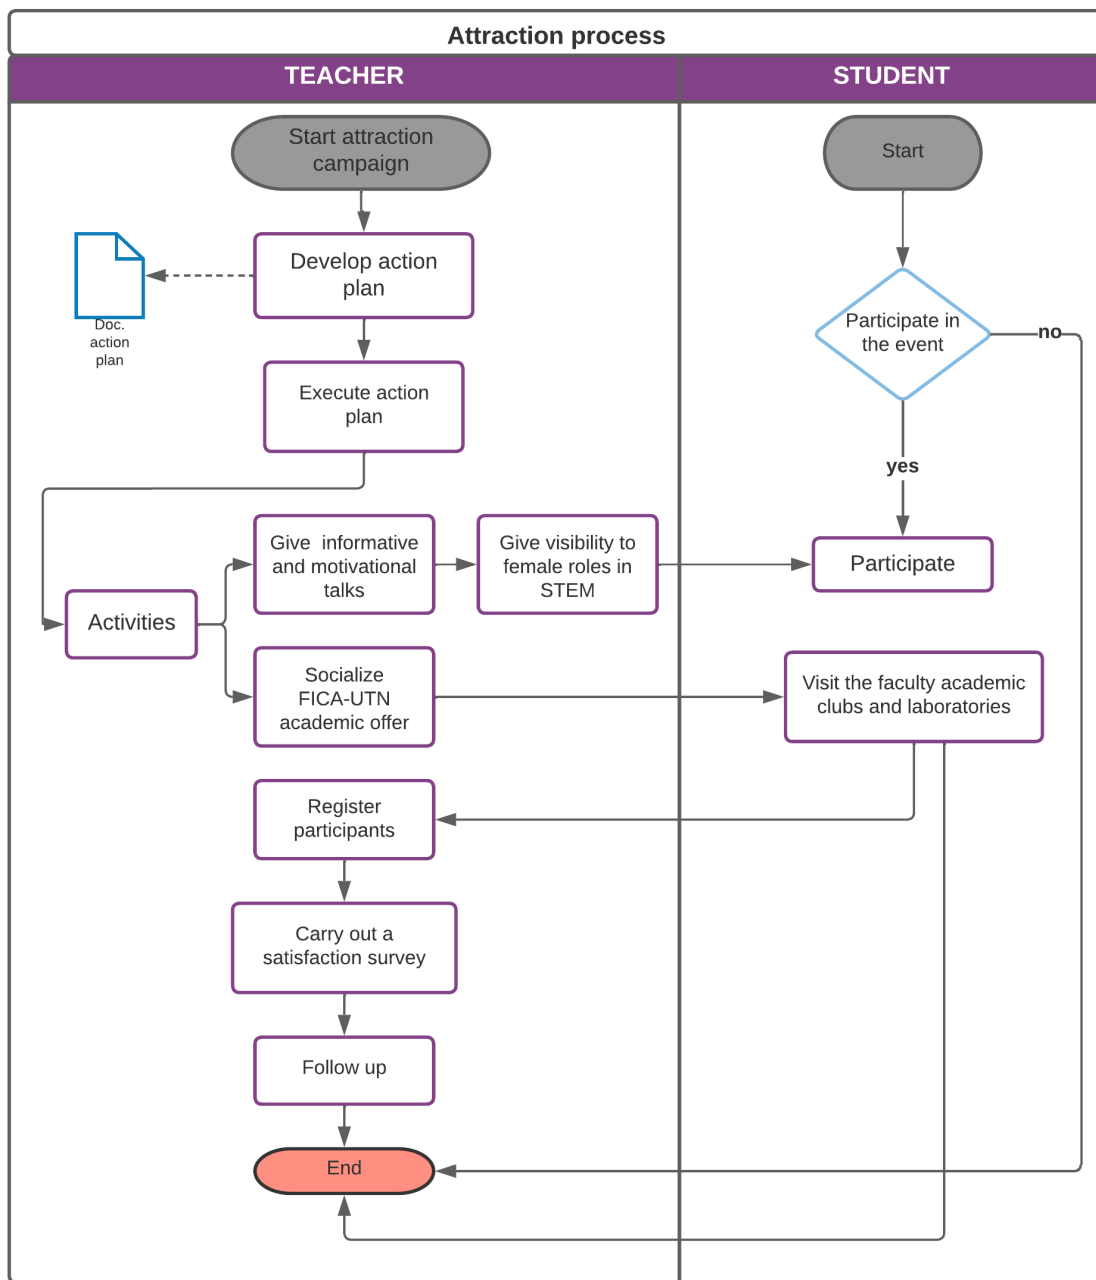 Attraction process
TEACHER
STUDENT
Start attraction
campaign
Start
Develop action
plan
Doc.
action
plan
Participate in
the event
no
Execute action
plan
yes
Give informative
and motivational
talks
Give visibility to
female roles in
STEM
Participate
Activities
Socialize
FICA-UTN
academic offer
Visit the faculty academic
clubs and laboratories
Register
participants
Carry out a
satisfaction survey
Follow up
End